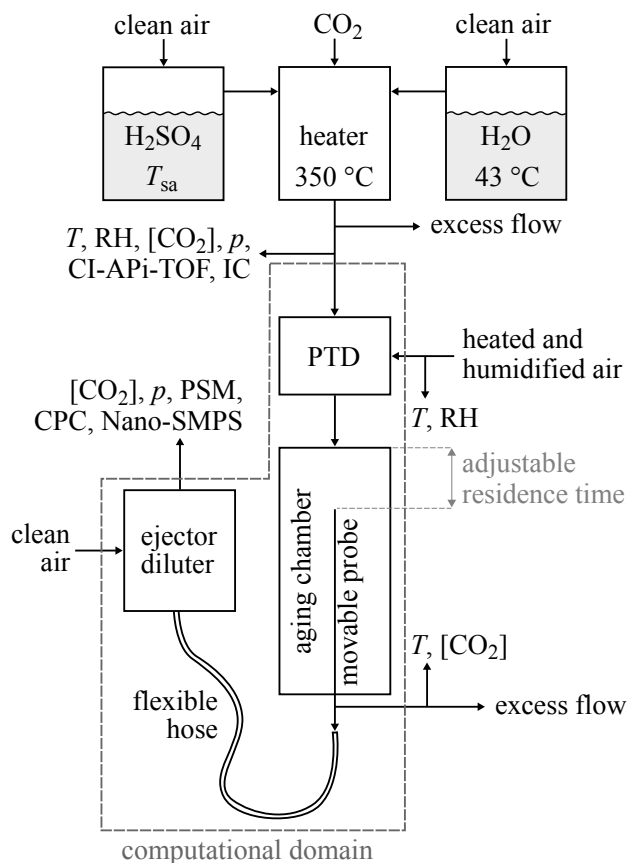 clean air
CO2
clean air
H2SO4
Tsa
heater
350 °C
H2O
43 °C
excess flow
T, RH, [CO2], p,
CI-APi-TOF, IC
PTD
heated and
humidified air
T, RH
[CO2], p, PSM,
CPC, Nano-SMPS
adjustable
residence time
clean
air
ejector
diluter
aging chamber
movable probe
T, [CO2]
flexible
hose
excess flow
computational domain